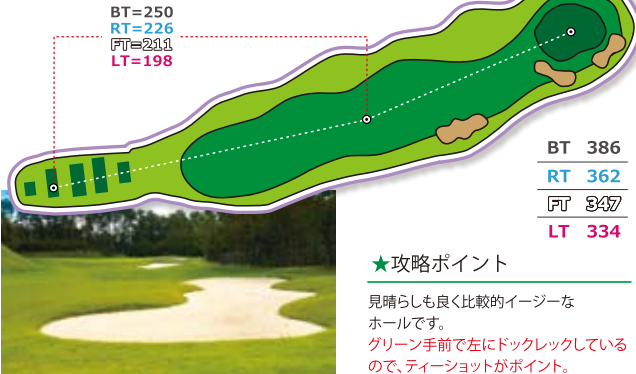 BT=250
RT=226
FT=211
LT=198
BT 386
RT 362
FT 347
LT 334
★攻略ポイント
見晴らしも良く比較的イージーな
ホールです。
グリーン手前で左にドックレックしている
ので、ティーショットがポイント。